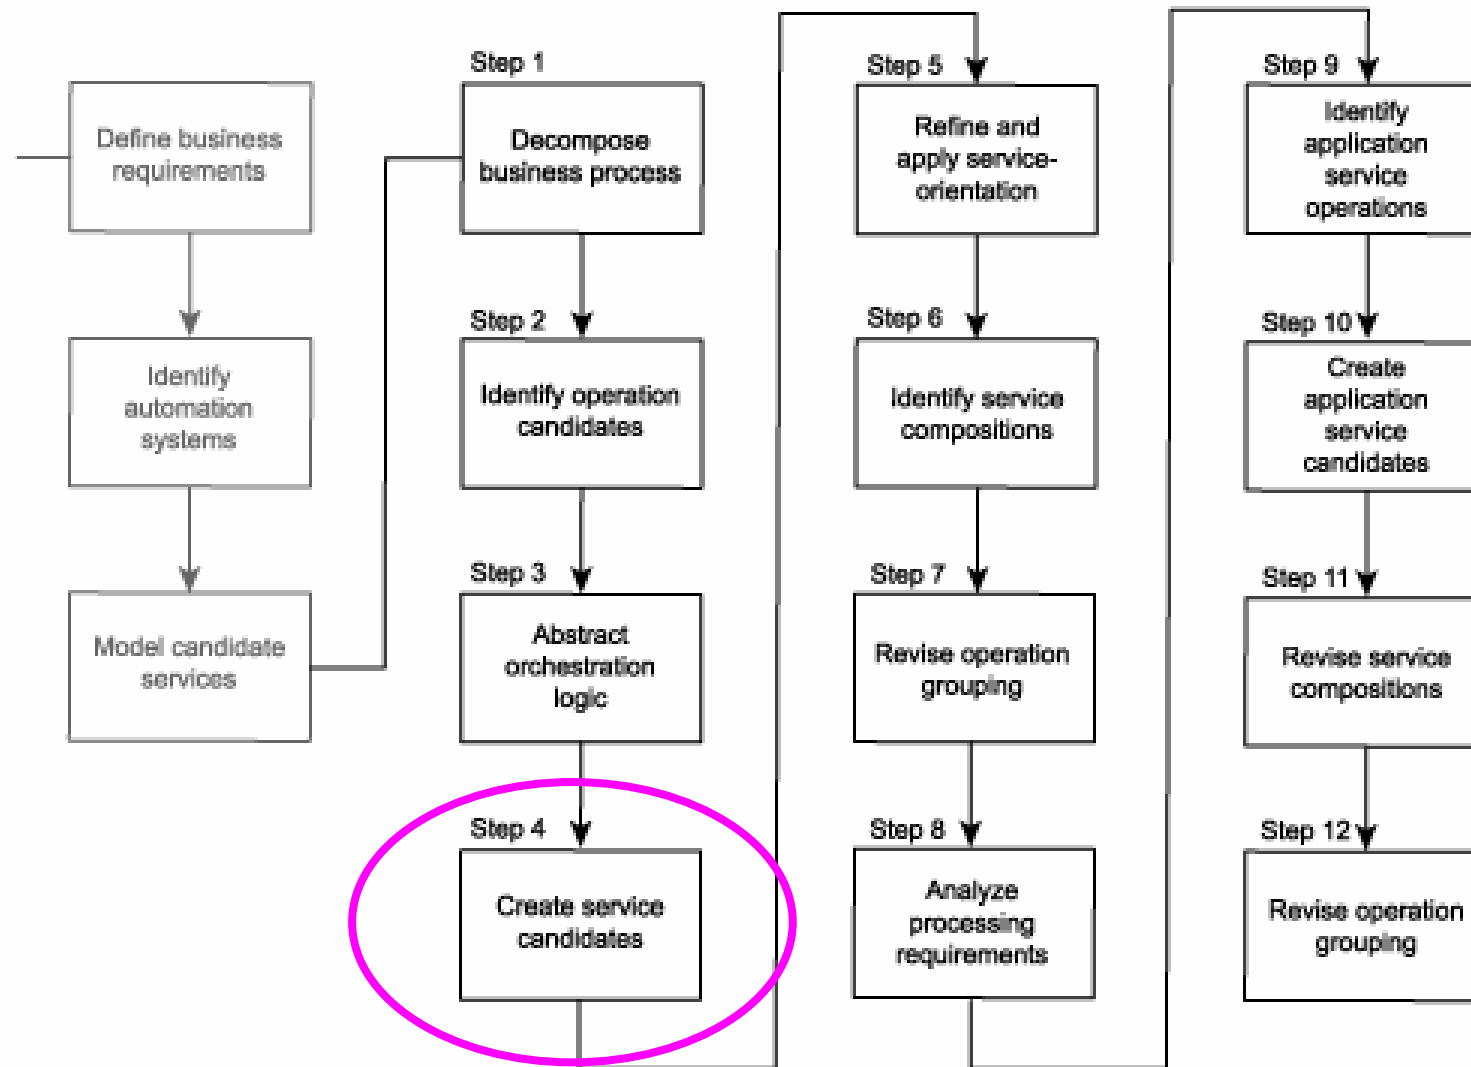 Define business
requirements
Identify
automation
systems
Model candidate
services
Step 1
Decompose
business process
Step 2
Identify operation
candidates
Step 3
Abstract
orchestration
logic
Step 4
Create service
candidates
Step 5
Refine and
apply service-
orientation
Step 6
Identify service
compositions
Step 7
Revise operation
grouping
Step 8
Analyze
processing
requirements
Step 9
Identify
application
service
operations
Step 10
Create
application
service
candidates
Step 11
Revise service
compositions
Step 12
Revise operation
grouping